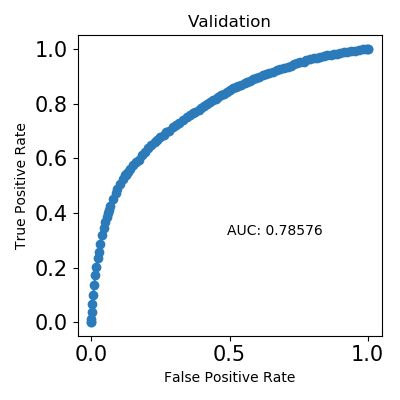 Validation
1.0
0.8
0.6
0.4
0.2
0.0
True Positive Rate
AUC: 0.78576
0.0 0.5 1.0
False Positive Rate